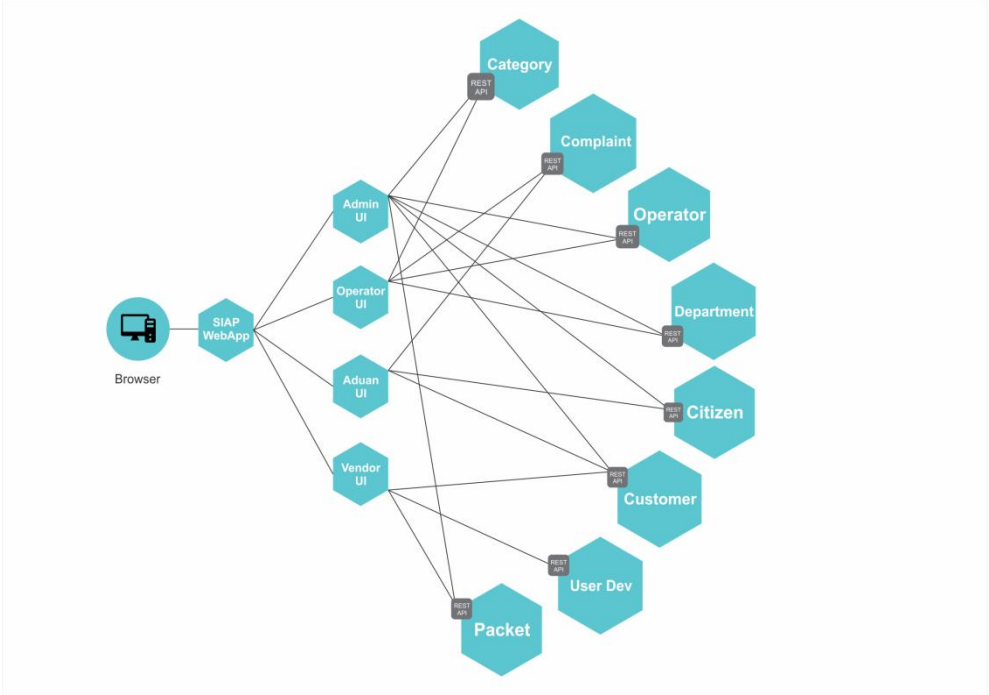 Category
REST
API
Complaint
REST
API
Operator
REST
API
Admin
UI
Operator
UI
Department
REST
API
SIAP
WebApp
Browser
Aduan
UI
Citizen
REST
API
Vendor
UI
Customer
REST
API
User Dev
REST
API
Packet
REST
API